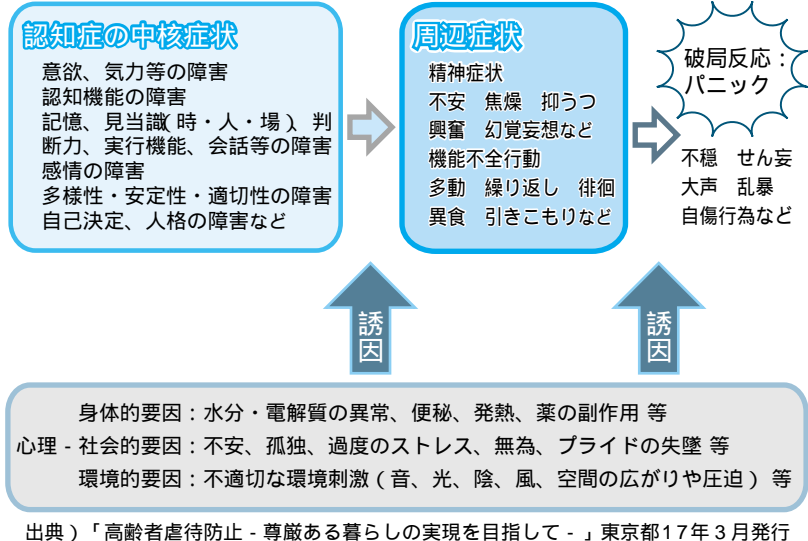 認知症の中核症状
意欲、気力等の障害
認知機能の障害
記憶、見当識(時・人・場)、判
断力、実行機能、会話等の障害
感情の障害
多様性・安定性・適切性の障害
自己決定、人格の障害など
周辺症状
精神症状
不安　焦燥　抑うつ
興奮　幻覚妄想など
機能不全行動
多動　繰り返し　徘徊
異食　引きこもりなど
破局反応：
パニック
不穏　せん妄
大声　乱暴
自傷行為など
誘因
誘因
身体的要因：水分・電解質の異常、便秘、発熱、薬の副作用 等
心理 - 社会的要因：不安、孤独、過度のストレス、無為、プライドの失墜 等
環境的要因：不適切な環境刺激（音、光、陰、風、空間の広がりや圧迫）等
出典）「高齢者虐待防止 - 尊厳ある暮らしの実現を目指して - 」東京都17年３月発行